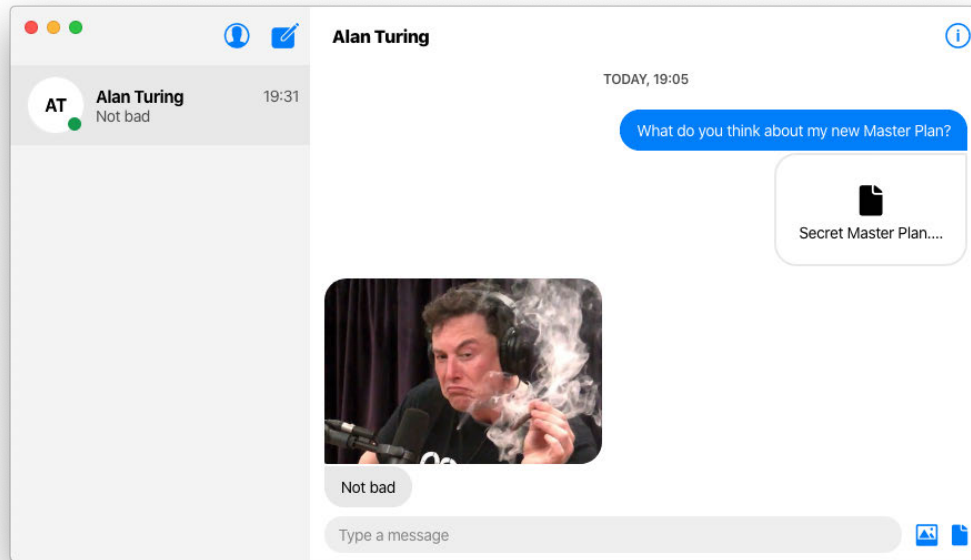 Alan Turing
TODAY, 19:05
AT
Alan Turing
19:31
Not bad
What do you think about my new Master Plan?
Secret Master Plan....
Not bad
Type a message